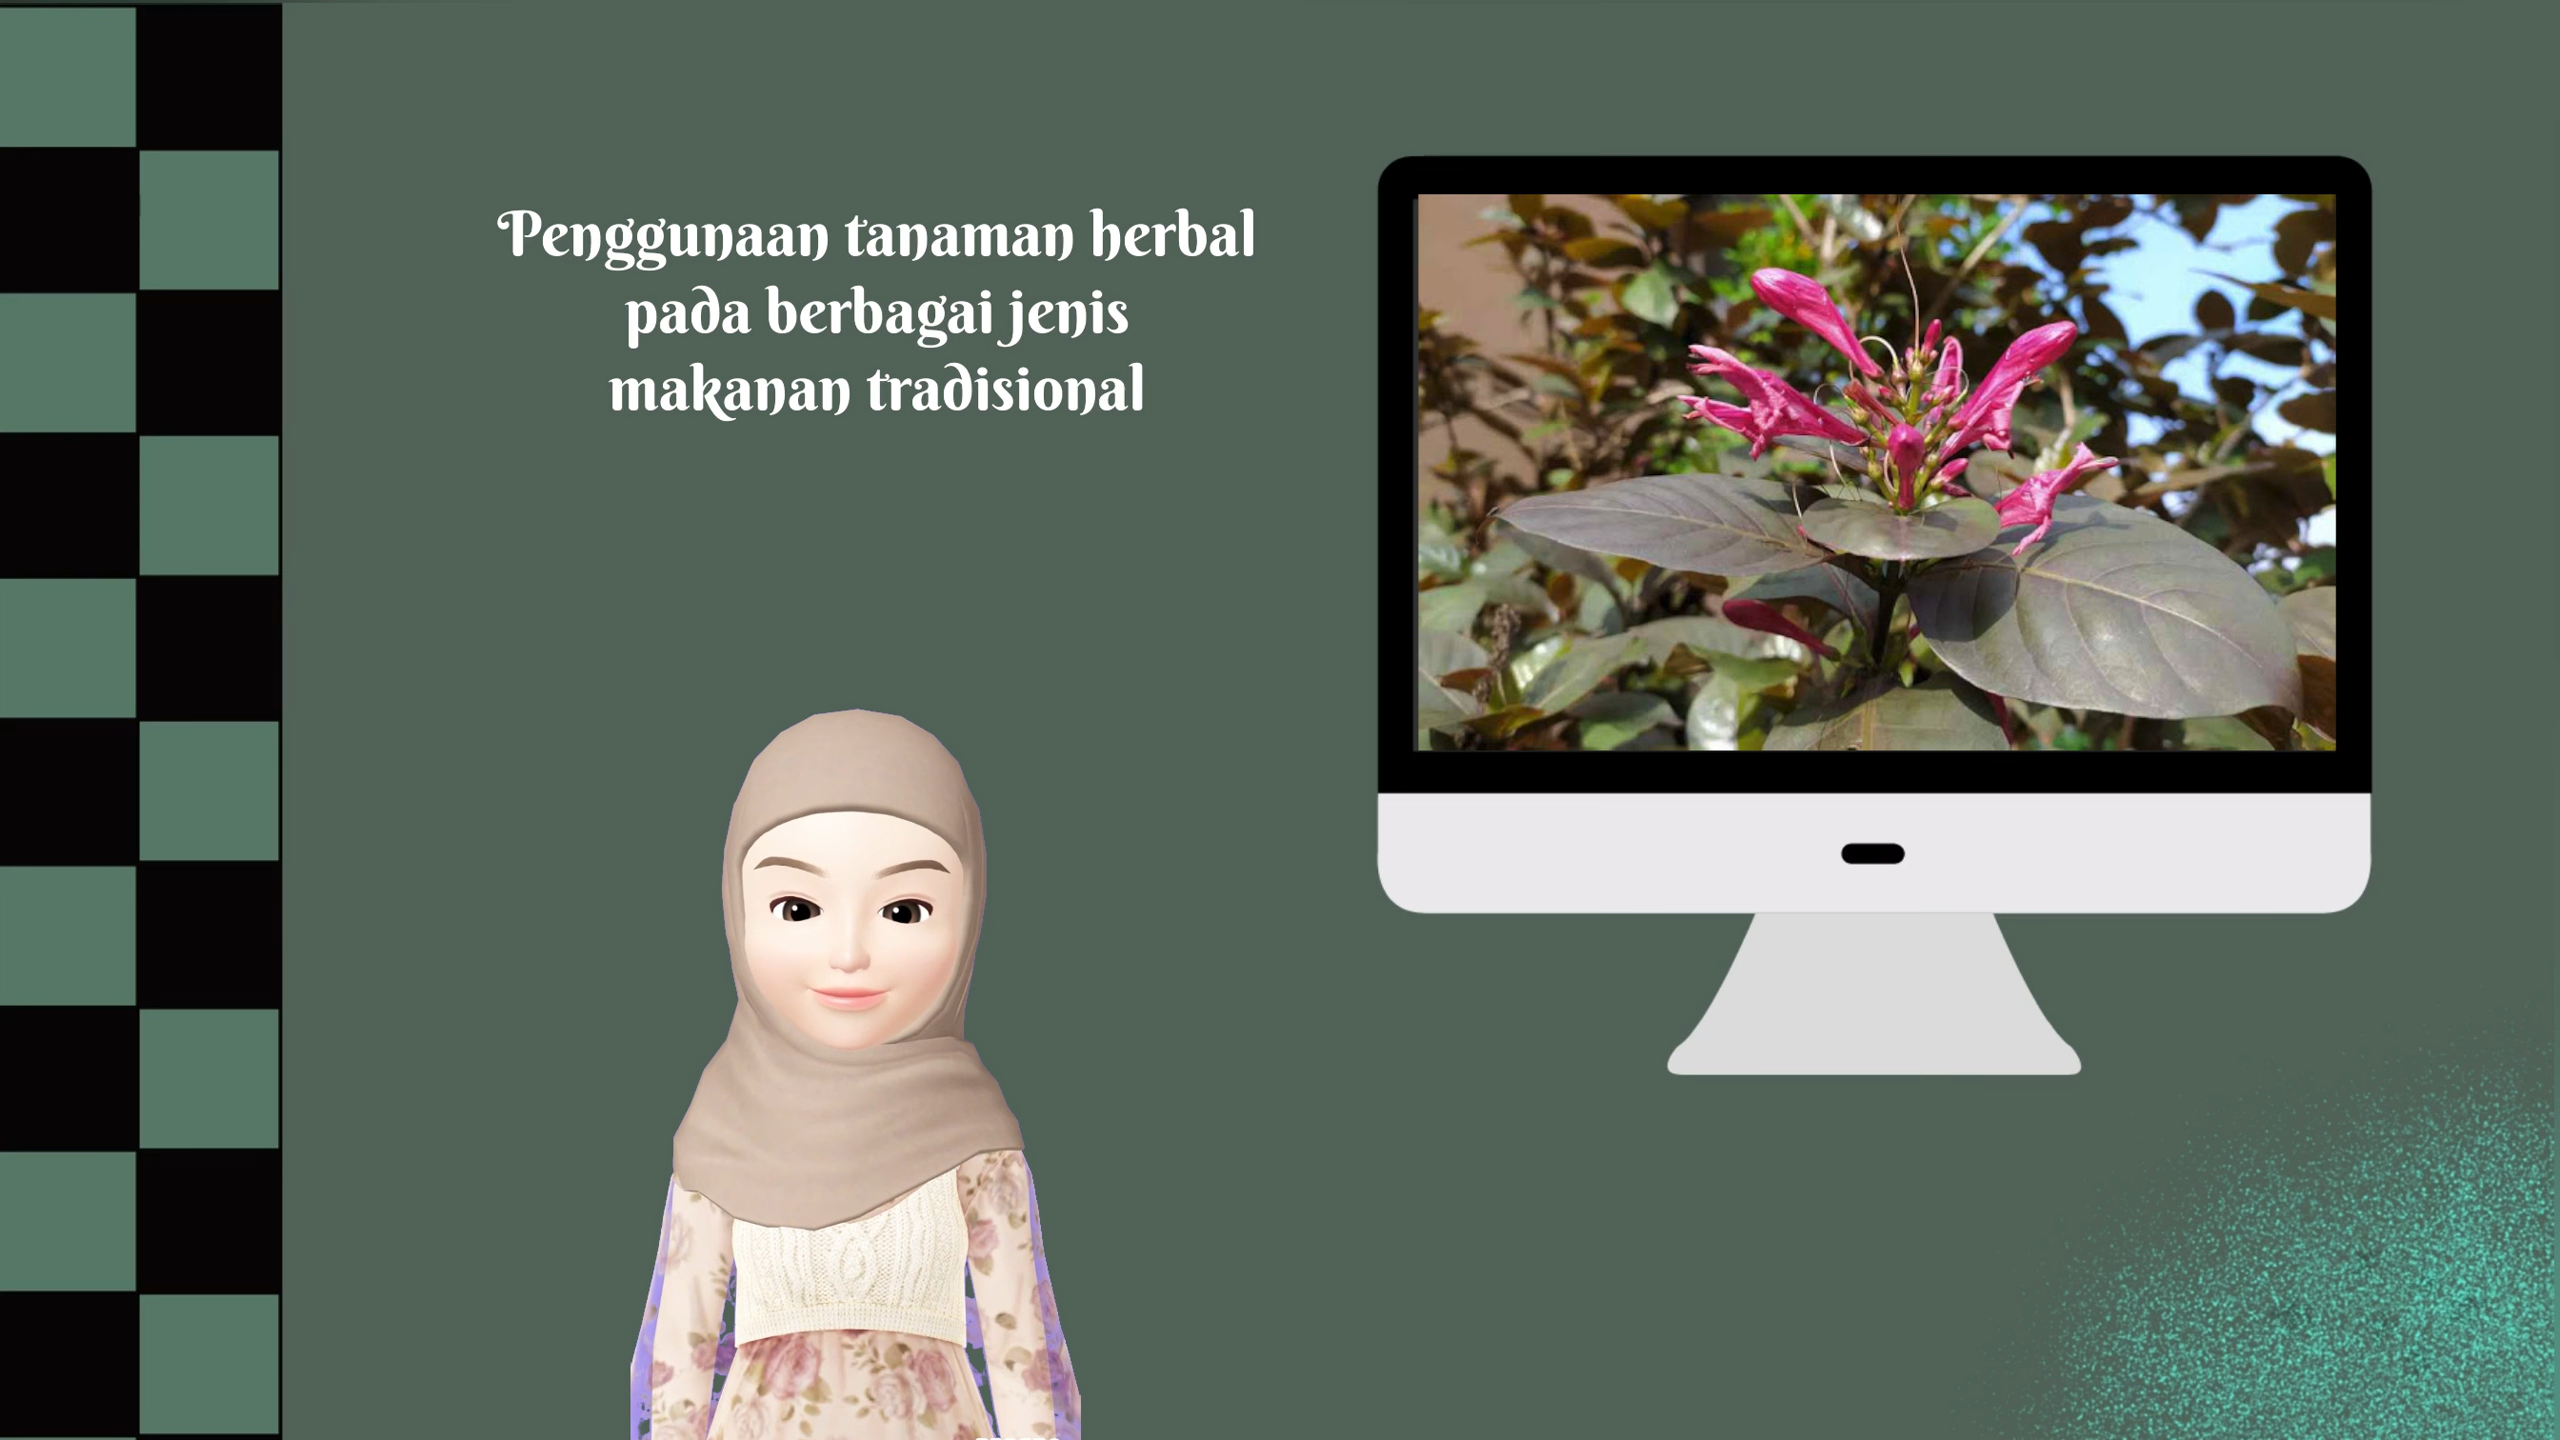 Penggunaan tanaman herbal
pada berbagai jenis
makanan tradisional